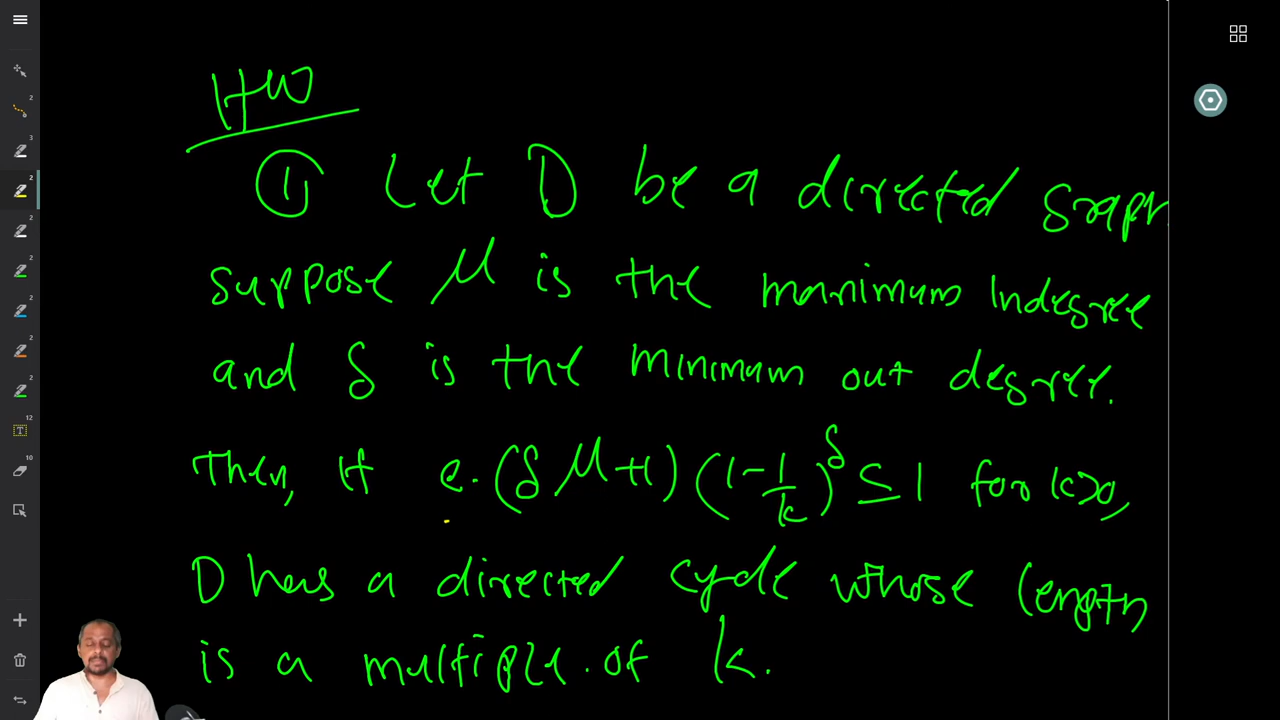 HW
① Let D be a directed graph
suppose μ is the maximum Indegree
and δ is the minimum out degree.
Then, if e.(δμ+1)(1-1/k)^δ ≤ 1 for k>0,
D has a directed cycle whose length
is a multiple of k.